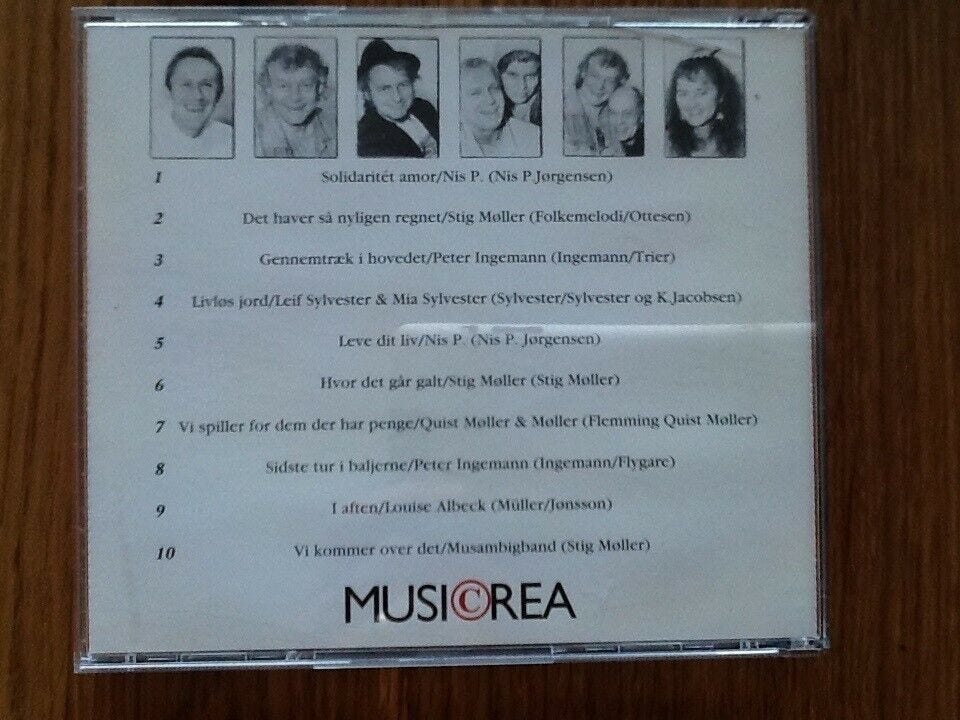 1 Solidaritét amor/Nis P. (Nis P Jørgensen)
2 Det haver så nyligen regnet/Stig Møller (Folkemelodi/Ottesen)
3 Gennemtræk i hovedet/Peter Ingemann (Ingemann/Trier)
4 Livløs jord/Leif Sylvester & Mia Sylvester (Sylvester/Sylvester og K.Jacobsen)
5 Leve dit liv/Nis P. (Nis P. Jørgensen)
6 Hvor det går galt/Stig Møller (Stig Møller)
7 Vi spiller for dem der har penge/Quist Møller & Møller (Flemming Quist Møller)
8 Sidste tur i baljerne/Peter Ingemann (Ingemann/Flygare)
9 I aften/Louise Albeck (Müller/Jønsson)
10 Vi kommer over det/Musambigband (Stig Møller)
MUSI©REA